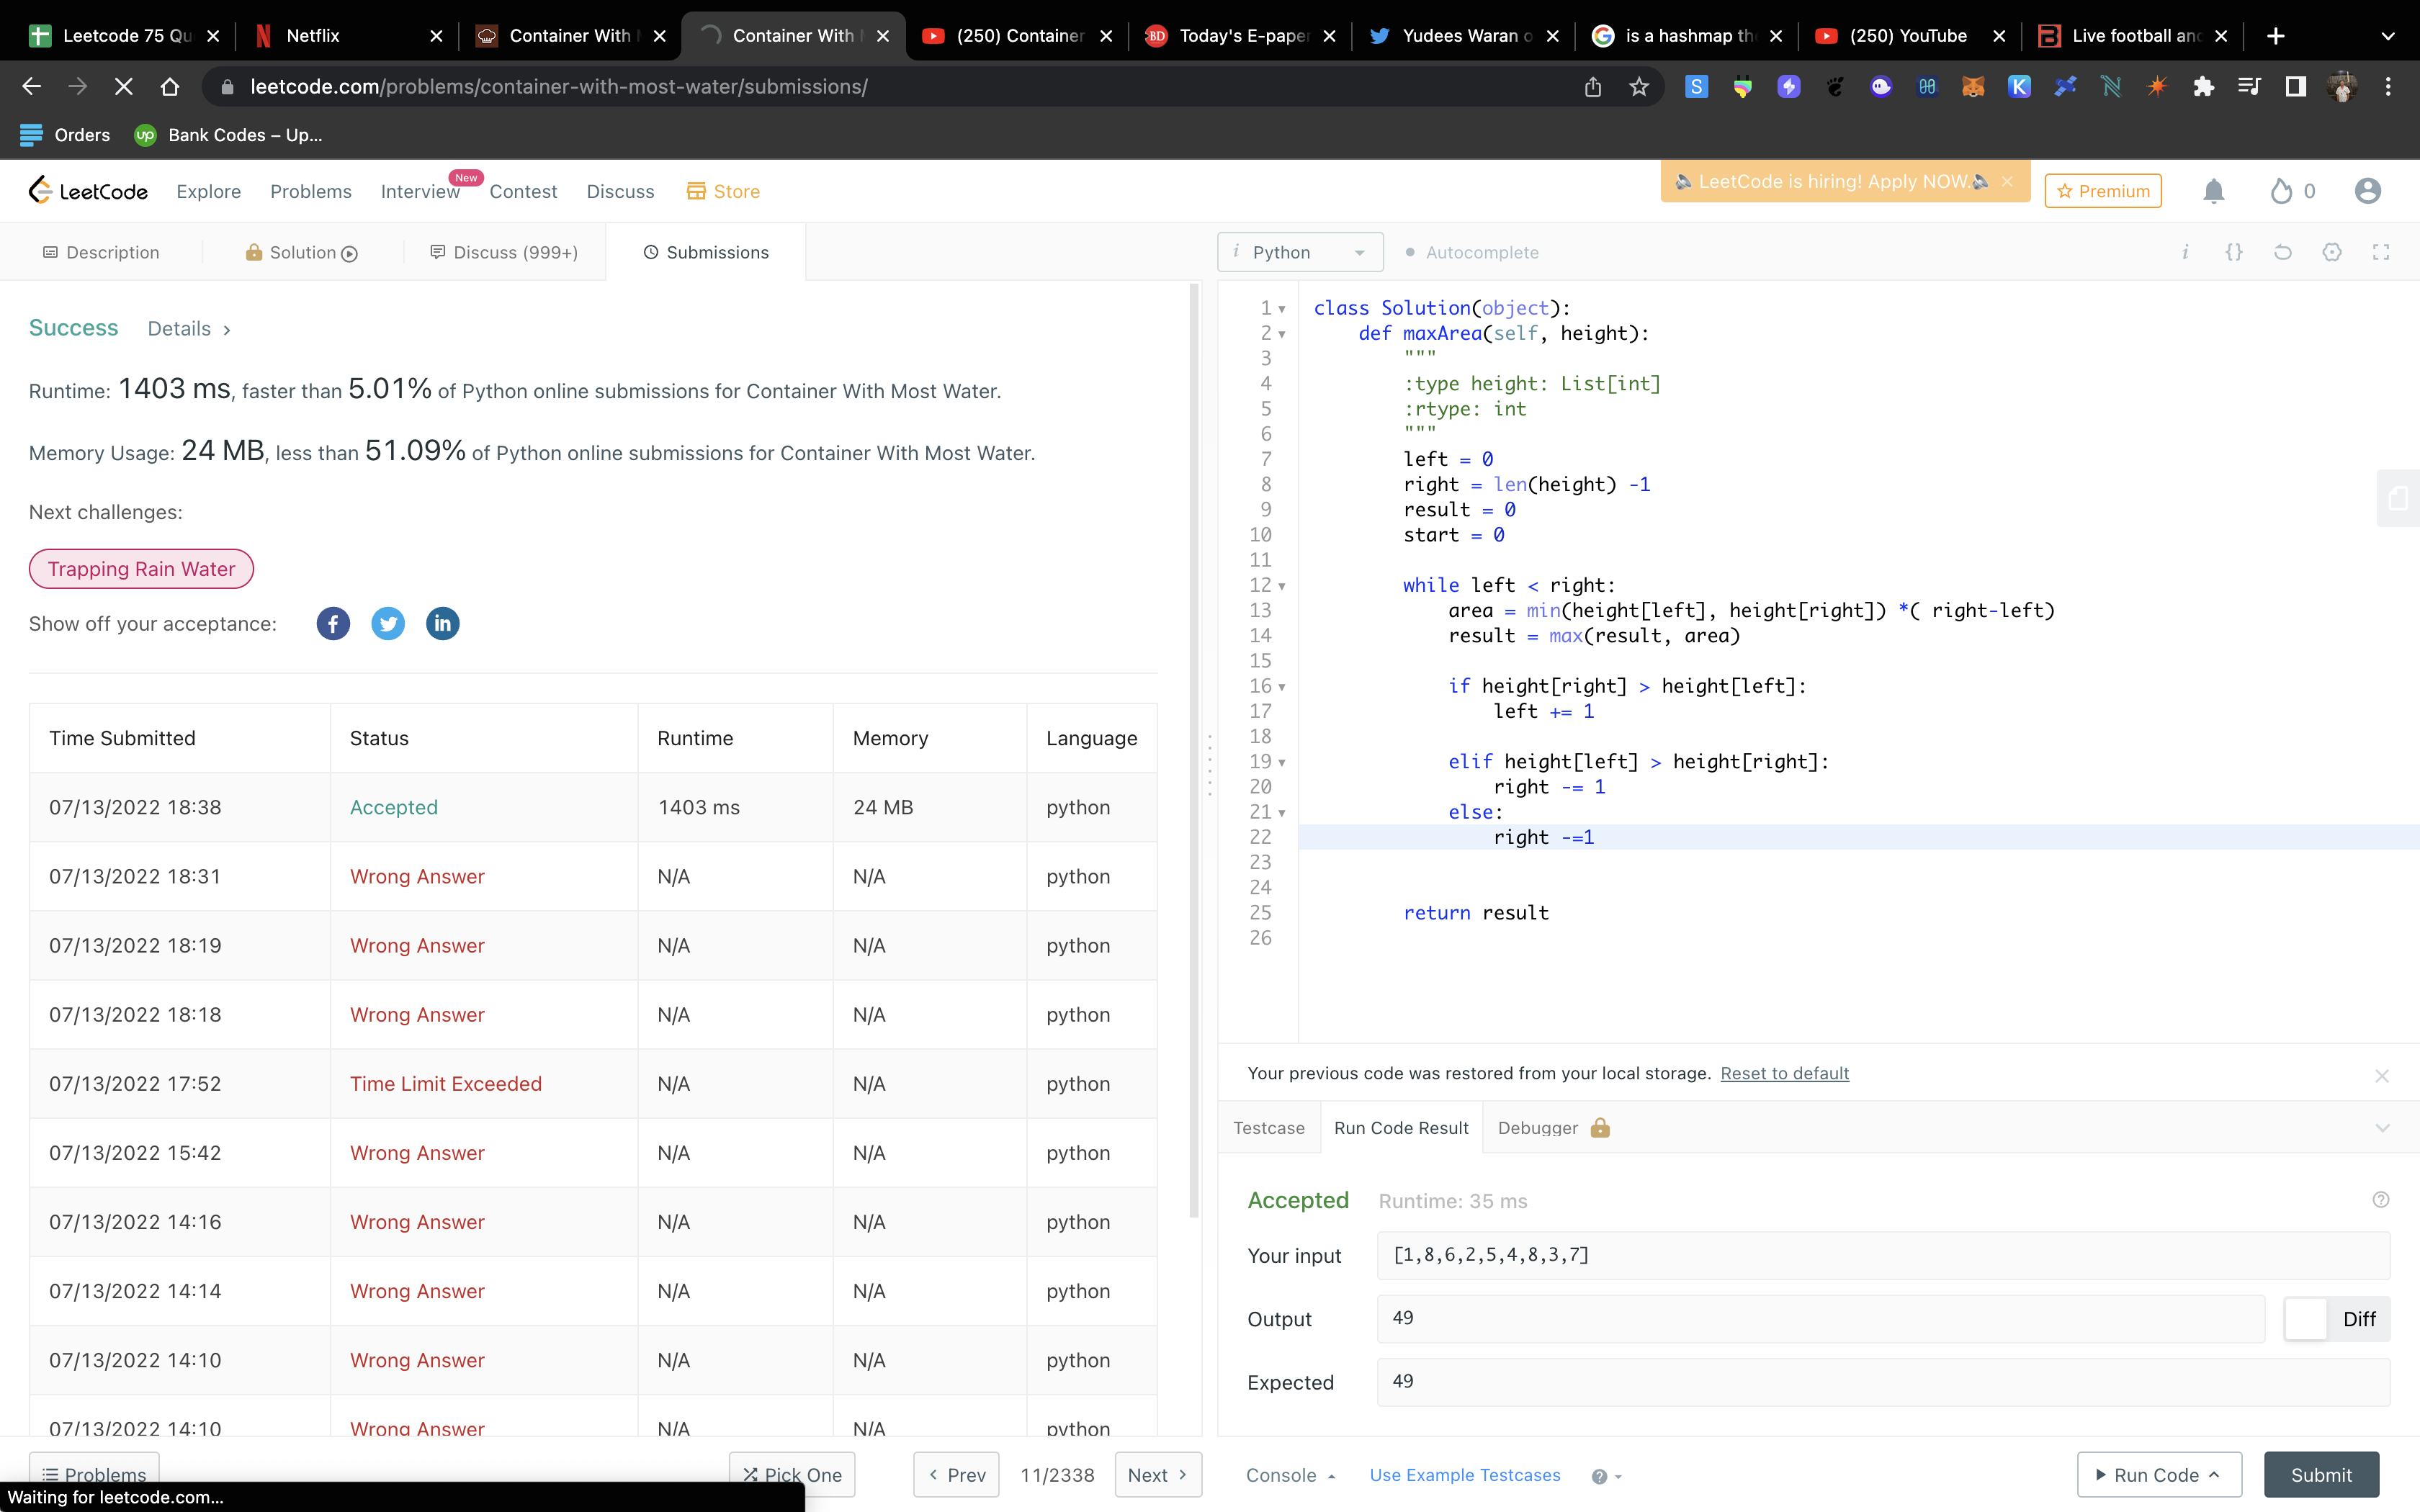 Leetcode 75 Qu
Netflix
Container With
Container With
(250) Container
Today's E-paper
Yudees Waran o
is a hashmap th
(250) YouTube
Live football and
leetcode.com/problems/container-with-most-water/submissions/
Orders
Bank Codes – Up...
LeetCode
Explore
Problems
Interview
New
Contest
Discuss
Store
LeetCode is hiring! Apply NOW.
Premium
0
Description
Solution
Discuss (999+)
Submissions
Python
Autocomplete
Success
Details
Runtime: 1403 ms, faster than 5.01% of Python online submissions for Container With Most Water.
Memory Usage: 24 MB, less than 51.09% of Python online submissions for Container With Most Water.
Next challenges:
Trapping Rain Water
Show off your acceptance:
Time Submitted Status Runtime Memory Language
07/13/2022 18:38 Accepted 1403 ms 24 MB python
07/13/2022 18:31 Wrong Answer N/A N/A python
07/13/2022 18:19 Wrong Answer N/A N/A python
07/13/2022 18:18 Wrong Answer N/A N/A python
07/13/2022 17:52 Time Limit Exceeded N/A N/A python
07/13/2022 15:42 Wrong Answer N/A N/A python
07/13/2022 14:16 Wrong Answer N/A N/A python
07/13/2022 14:14 Wrong Answer N/A N/A python
07/13/2022 14:10 Wrong Answer N/A N/A python
07/13/2022 14:10 Wrong Answer N/A N/A python
Problems
Pick One
Prev
11/2338
Next
Waiting for leetcode.com...
1 class Solution(object):
2 def maxArea(self, height):
3 """
4 :type height: List[int]
5 :rtype: int
6 """
7 left = 0
8 right = len(height) -1
9 result = 0
10 start = 0
11
12 while left < right:
13 area = min(height[left], height[right]) *( right-left)
14 result = max(result, area)
15
16 if height[right] > height[left]:
17 left += 1
18
19 elif height[left] > height[right]:
20 right -= 1
21 else:
22 right -=1
23
24
25 return result
26
Your previous code was restored from your local storage. Reset to default
Testcase
Run Code Result
Debugger
Accepted Runtime: 35 ms
Your input [1,8,6,2,5,4,8,3,7]
Output 49
Diff
Expected 49
Console
Use Example Testcases
Run Code
Submit